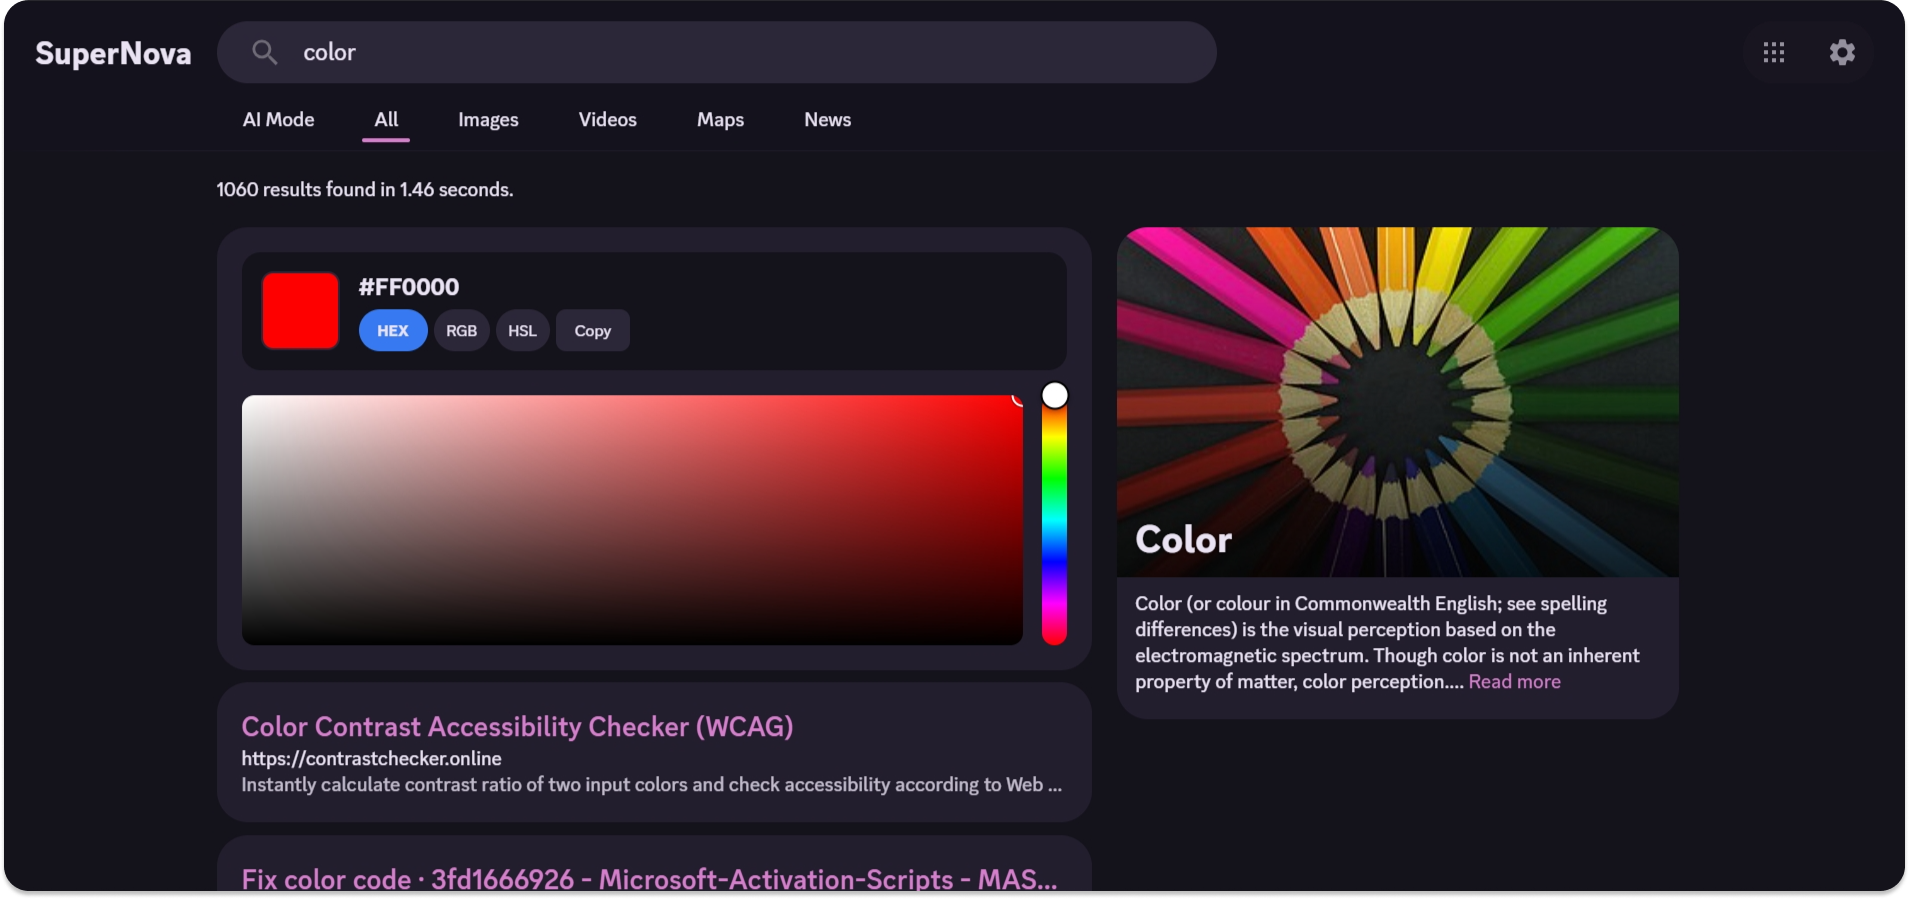 SuperNova
color
AI Mode
All
Images
Videos
Maps
News
1060 results found in 1.46 seconds.
#FF0000
HEX
RGB
HSL
Copy
Color Contrast Accessibility Checker (WCAG)
https://contrastchecker.online
Instantly calculate contrast ratio of two input colors and check accessibility according to Web ...
Fix color code · 3fd1666926 - Microsoft-Activation-Scripts - MAS...
Color
Color (or colour in Commonwealth English; see spelling
differences) is the visual perception based on the
electromagnetic spectrum. Though color is not an inherent
property of matter, color perception.... Read more